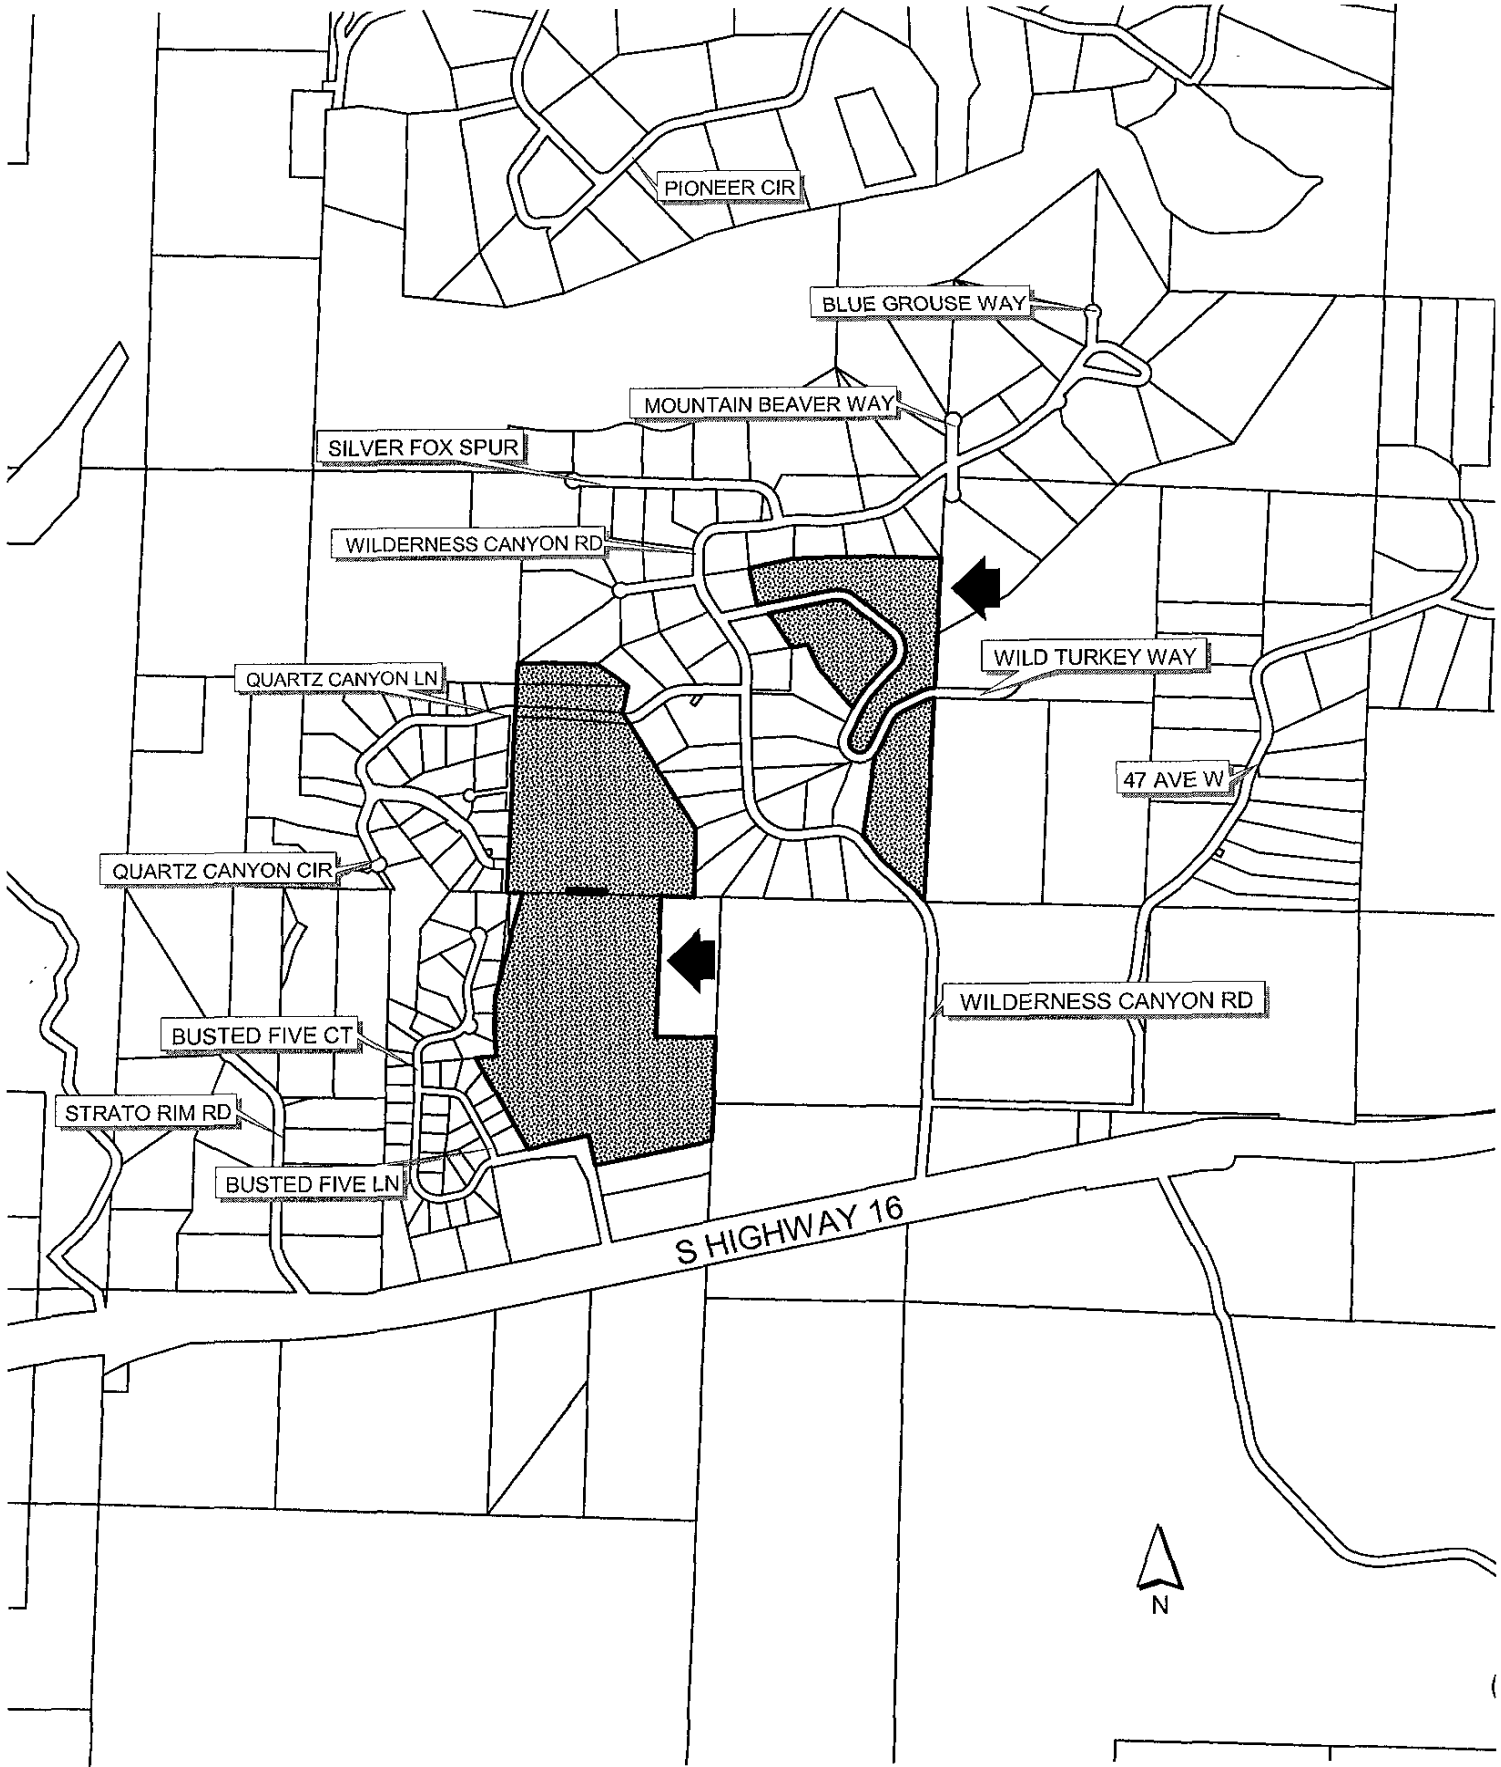 PIONEER CIR
BLUE GROUSE WAY
MOUNTAIN BEAVER WAY
SILVER FOX SPUR
WILDERNESS CANYON RD
WILD TURKEY WAY
QUARTZ CANYON LN
47 AVE W
QUARTZ CANYON CIR
WILDERNESS CANYON RD
BUSTED FIVE CT
STRATO RIM RD
BUSTED FIVE LN
S HIGHWAY 16
N